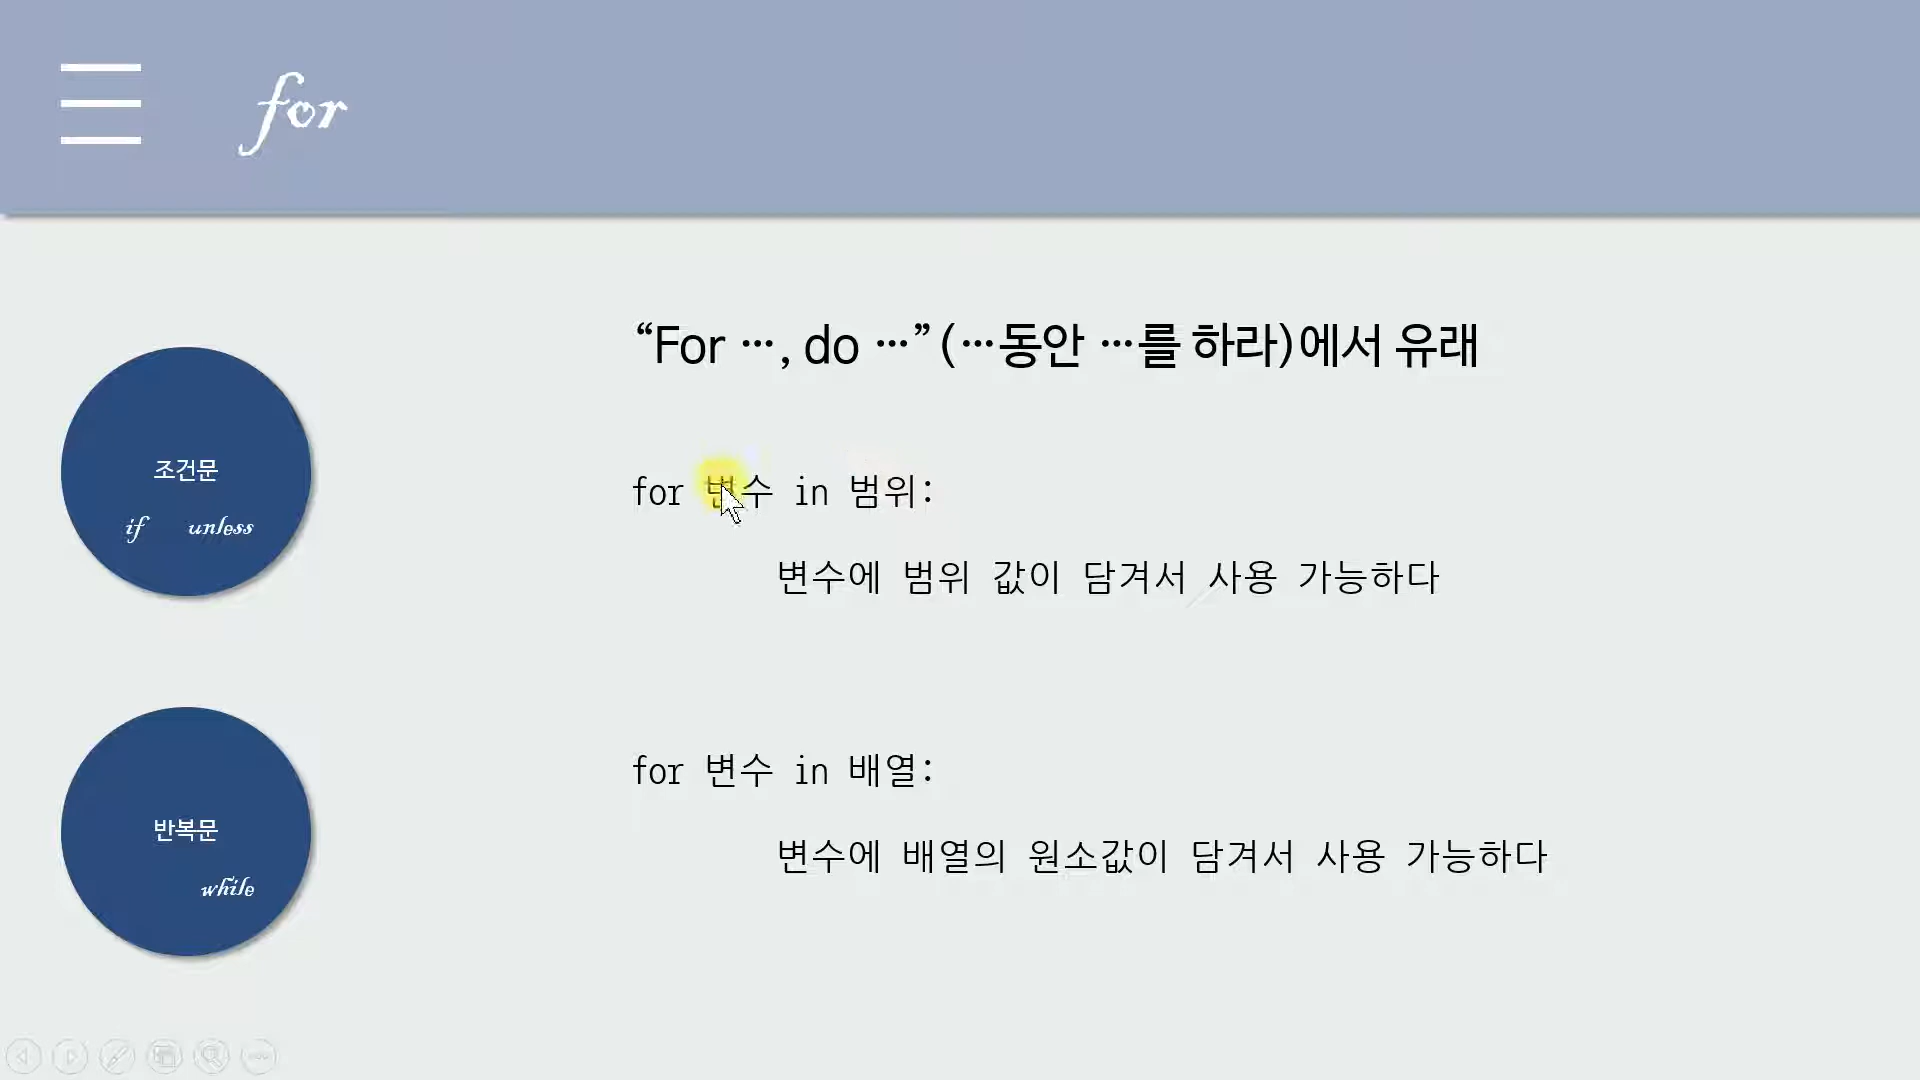 for
“For …, do …”(…동안 …를 하라)에서 유래
조건문
if unless
for 변수 in 범위:
변수에 범위 값이 담겨서 사용 가능하다
반복문
while
for 변수 in 배열:
변수에 배열의 원소값이 담겨서 사용 가능하다